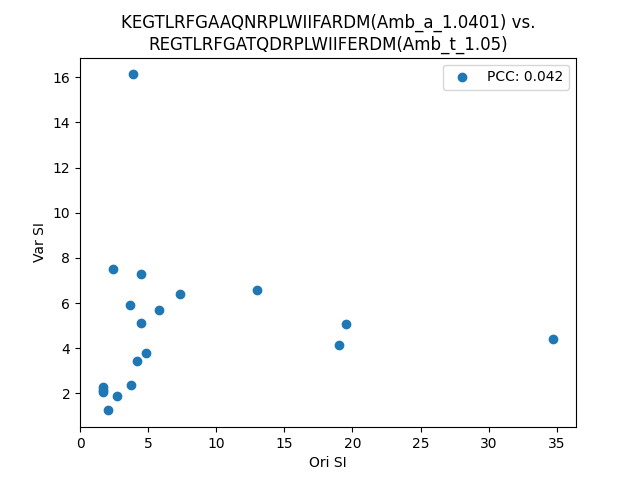 KEGTLRFGAAQNRPLWIIFARDM(Amb_a_1.0401) vs.
REGTLRFGATQDRPLWIIFERDM(Amb_t_1.05)
PCC: 0.042
16
14
12
10
8
6
4
2
Var SI
0 5 10 15 20 25 30 35
Ori SI